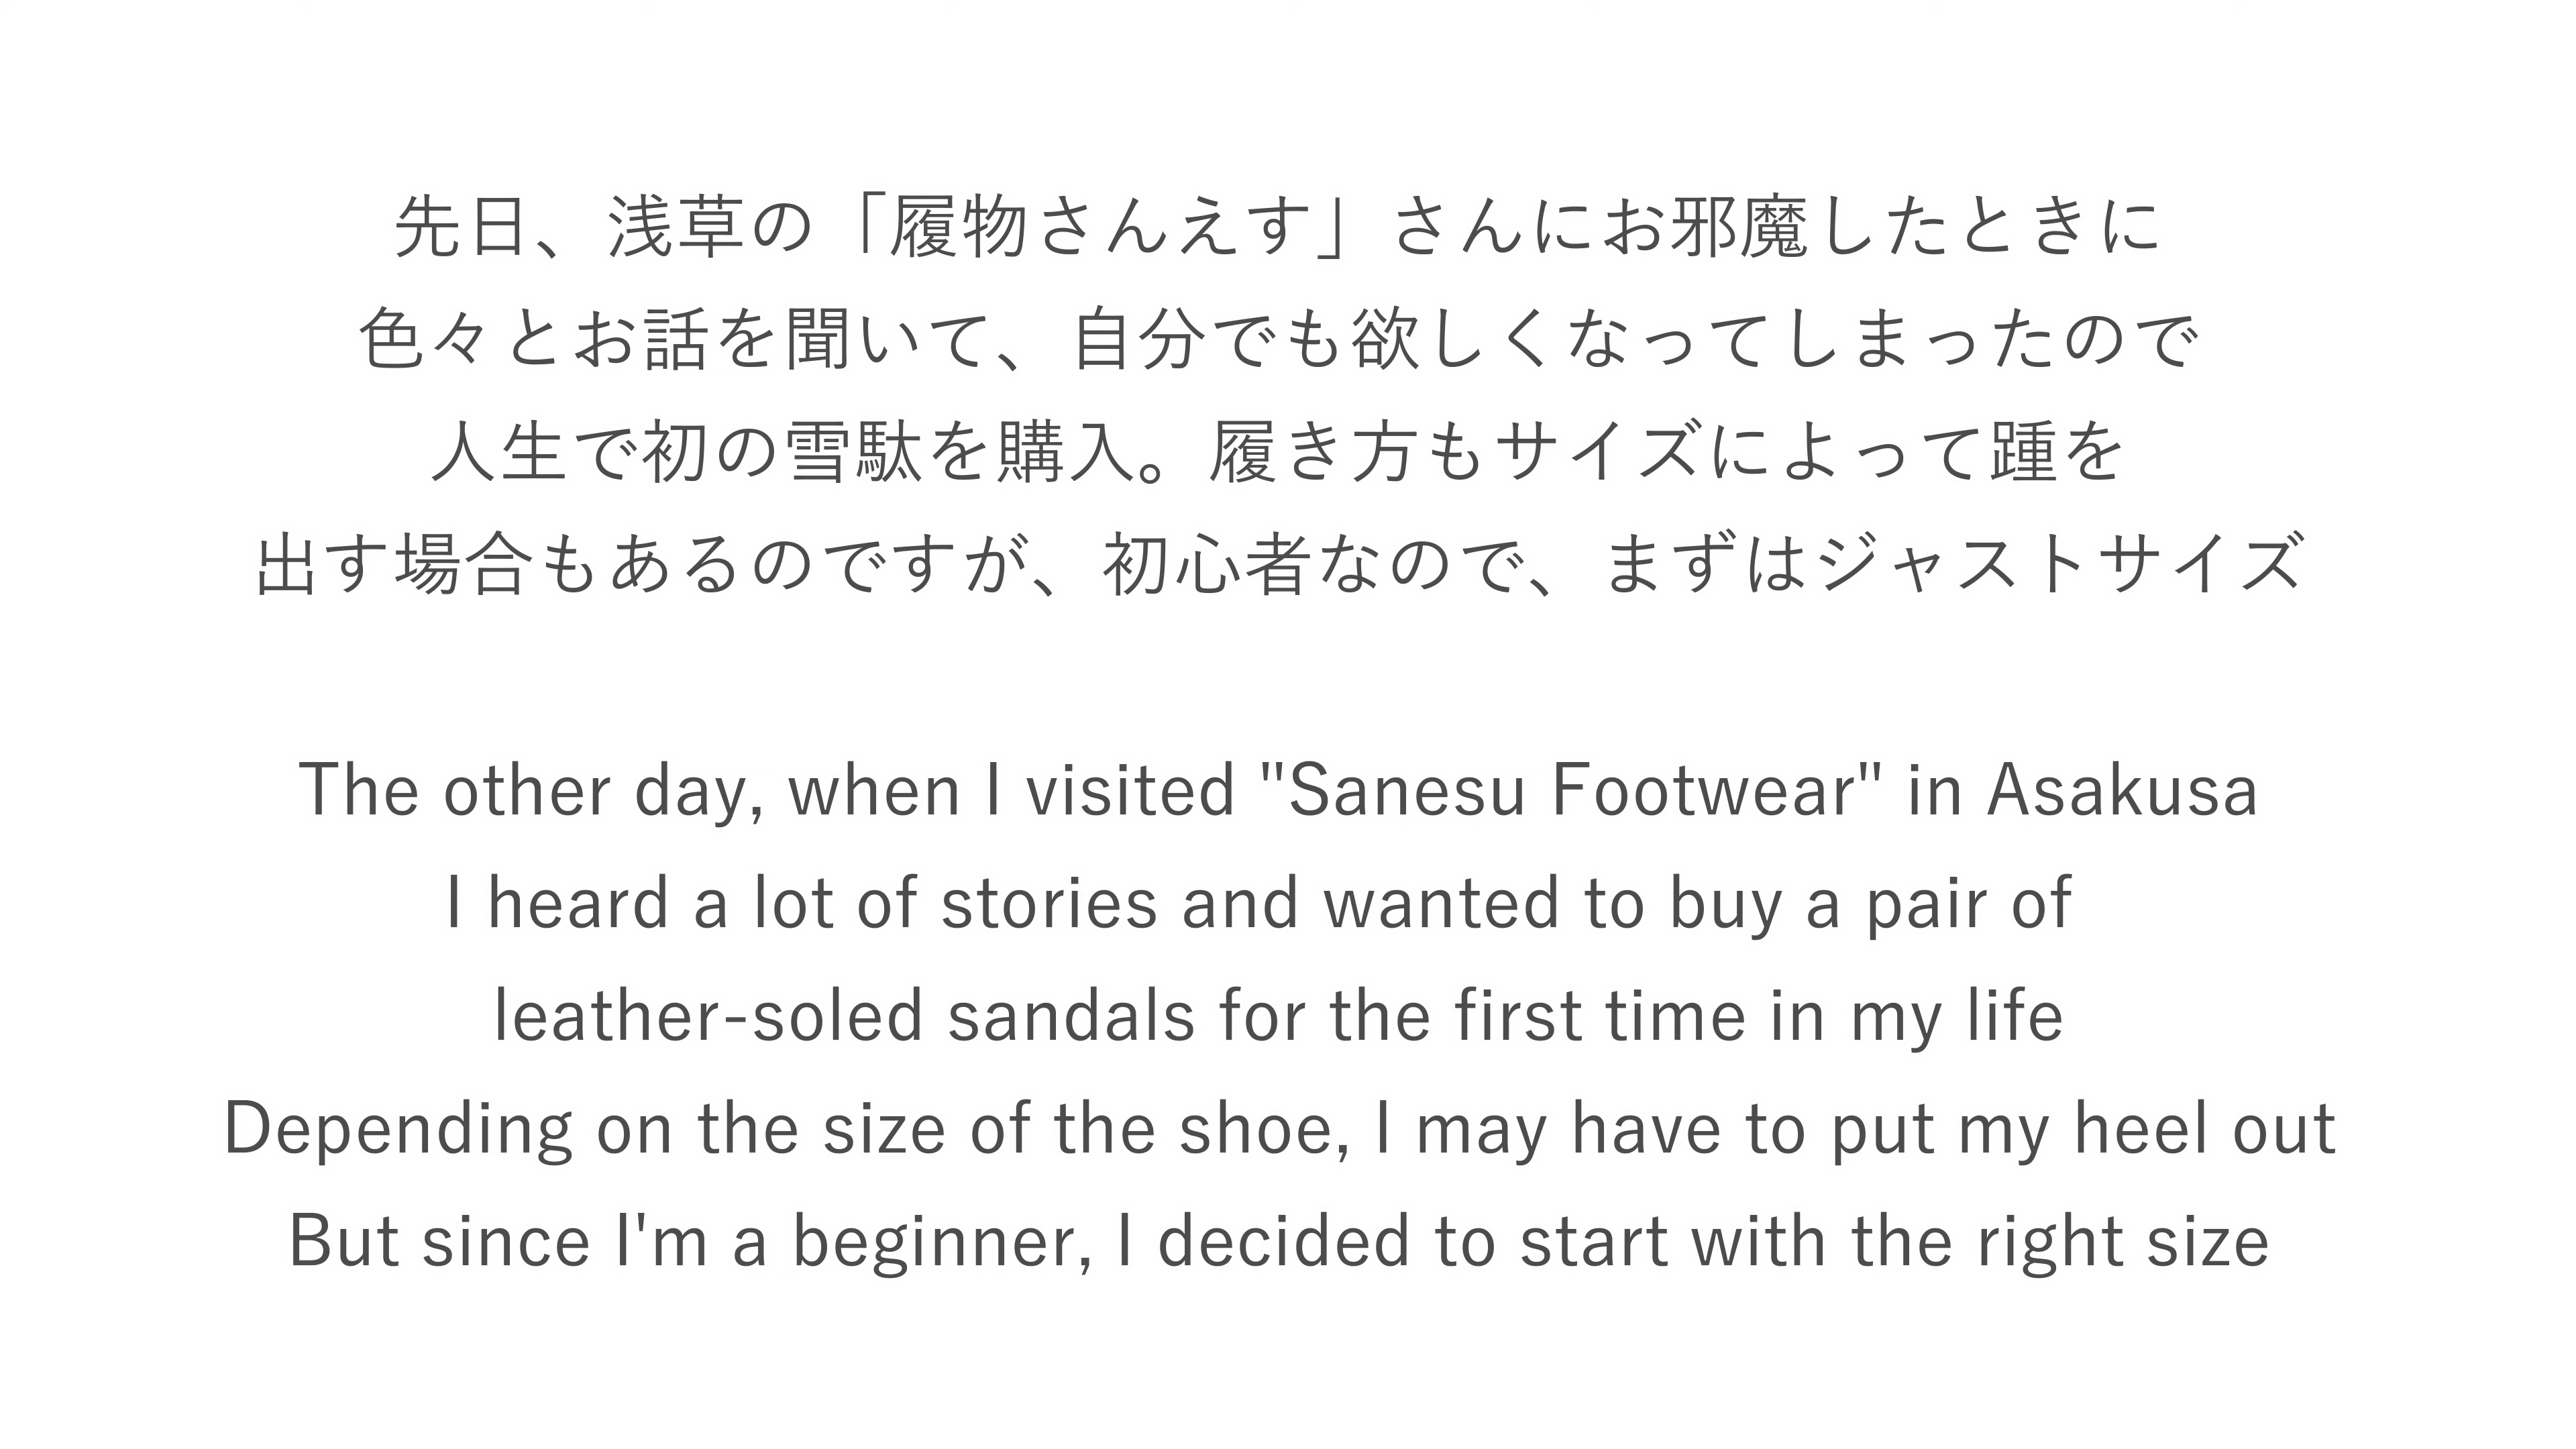 先日、浅草の「履物さんえす」さんにお邪魔したときに
色々とお話を聞いて、自分でも欲しくなってしまったので
人生で初の雪駄を購入。履き方もサイズによって踵を
出す場合もあるのですが、初心者なので、まずはジャストサイズ
The other day, when I visited "Sanesu Footwear" in Asakusa
I heard a lot of stories and wanted to buy a pair of
leather-soled sandals for the first time in my life
Depending on the size of the shoe, I may have to put my heel out
But since I'm a beginner, I decided to start with the right size